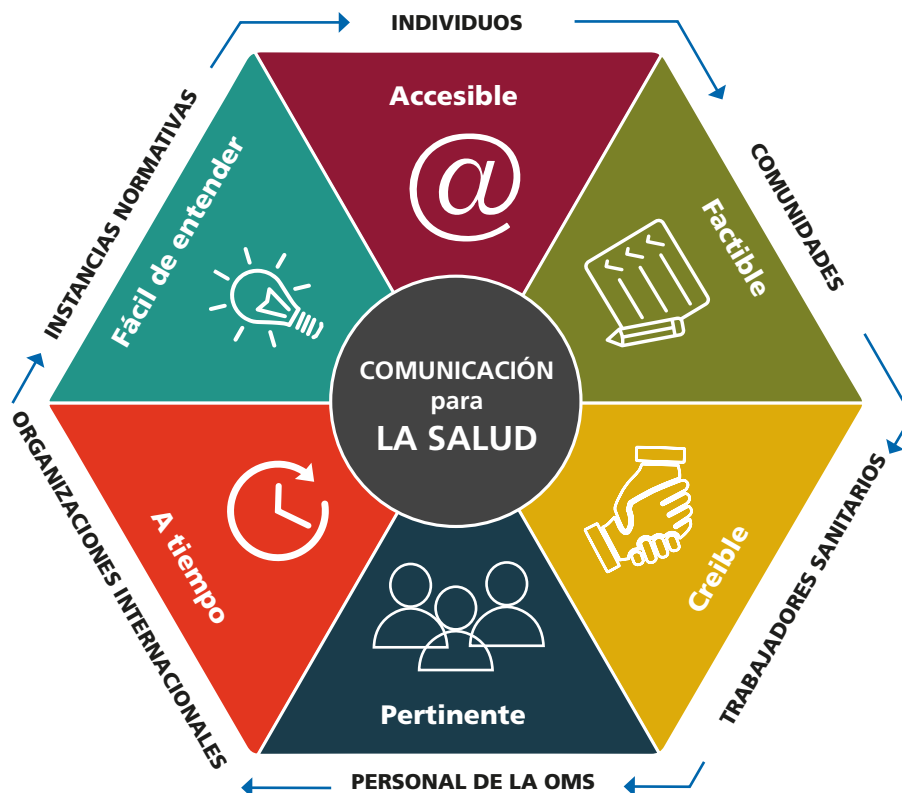 INDIVIDUOS
Accesible
@
COMUNIDADES
Factible
TRABAJADORES SANITARIOS
Creible
PERSONAL DE LA OMS
Pertinente
ORGANIZACIONES INTERNACIONALES
A tiempo
INSTANCIAS NORMATIVAS
Fácil de entender
COMUNICACIÓN
para
LA SALUD